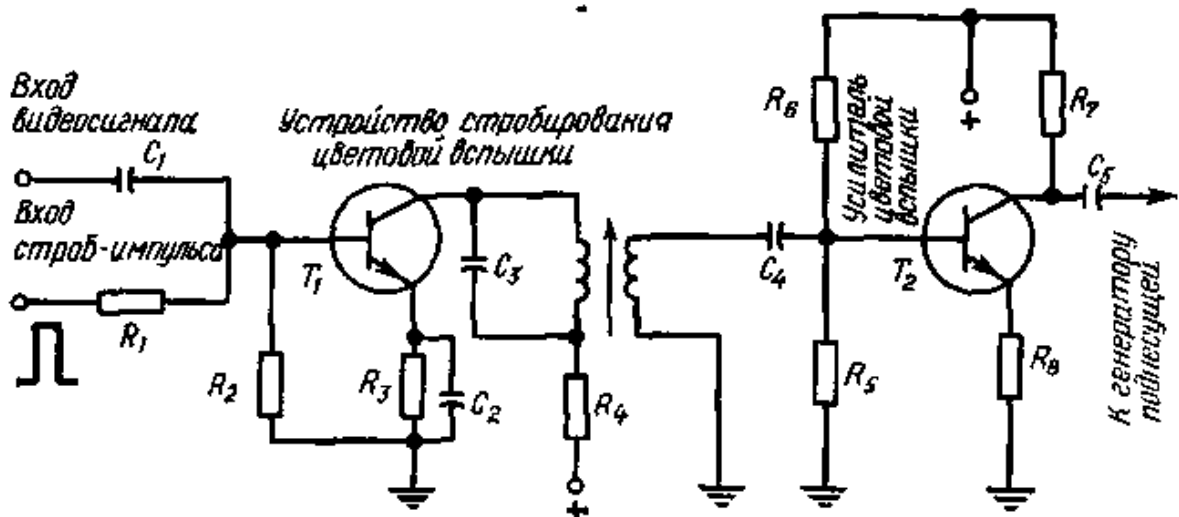 Вход
видеосигнала
C1
Вход
строб-импульса
R1
R2
Устройство стробирования
цветовой вспышки
T1
R3
C2
C3
R4
+
C4
R6
R5
Усилитель
цветовой
вспышки
T2
+
R7
C5
R8
К генератору
поднесущей